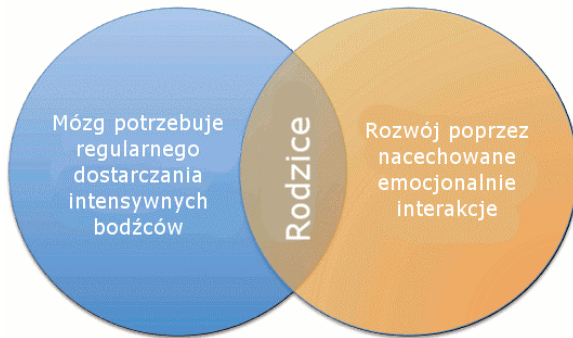 Mózg potrzebuje
regularnego
dostarczania
intensywnych
bodźców
Rodzice
Rozwój poprzez
nacechowane
emocjonalnie
interakcje